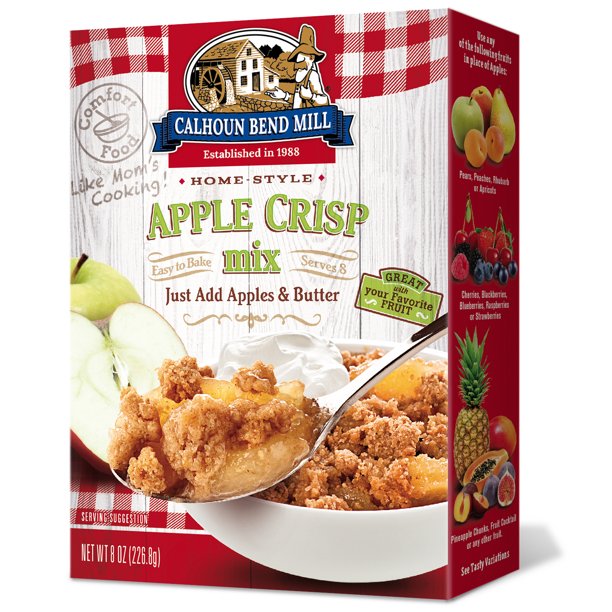 CALHOUN BEND MILL
Established in 1988
Comfort
Food
Like Mom's
Cooking!
HOME-STYLE
APPLE CRISP
mix
Easy to Bake
Serves 8
Just Add Apples & Butter
GREAT
with
your Favorite
FRUIT
SERVING SUGGESTION
NET WT 8 OZ (226.8g)
Use any
of the following fruits
in place of Apples:
Pears, Peaches, Rhubarb
or Apricots
Cherries, Blackberries,
Blueberries, Raspberries
or Strawberries
Pineapple Chunks, Fruit Cocktail
or any other fruit.
See Tasty Variations